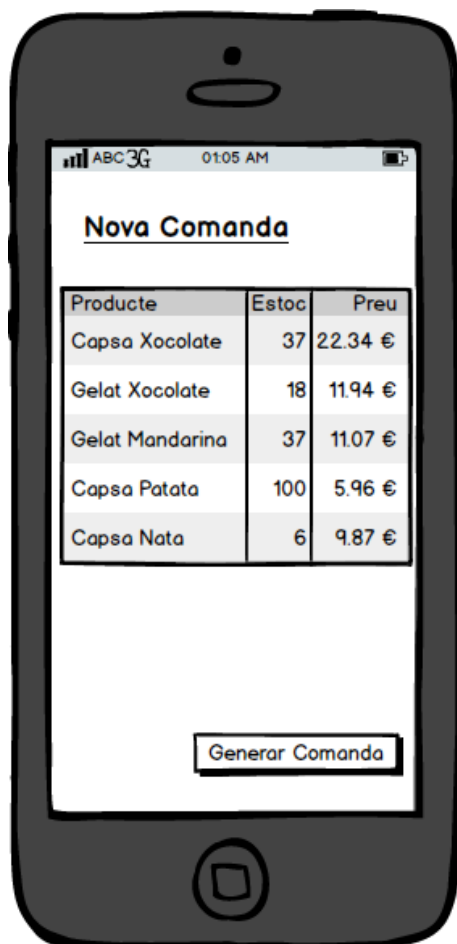 ABC 3G 01:05 AM
Nova Comanda
Producte Estoc Preu
Capsa Xocolate 37 22.34 €
Gelat Xocolate 18 11.94 €
Gelat Mandarina 37 11.07 €
Capsa Patata 100 5.96 €
Capsa Nata 6 9.87 €
Generar Comanda